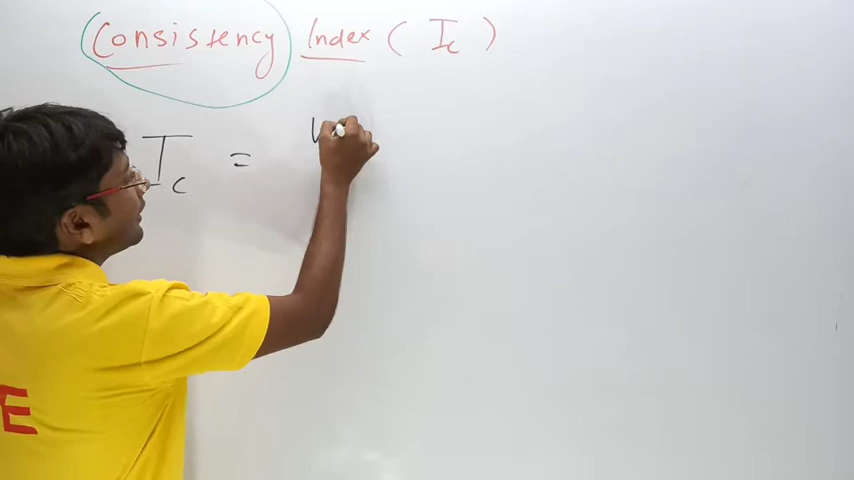 Consistency Index ( Ic )
Ic =
E